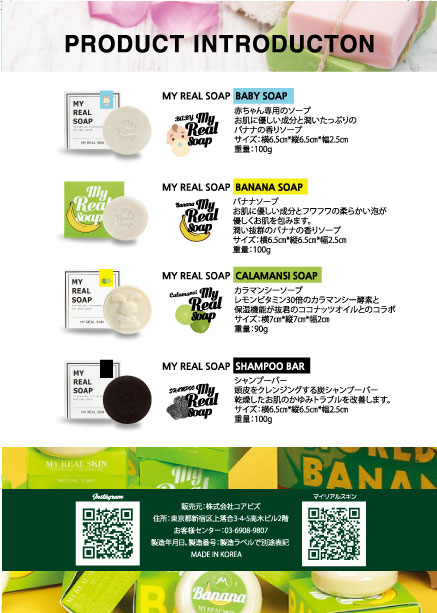 PRODUCT INTRODUCTON
MY REAL SOAP
MY REAL SKIN
BABY My Real Soap
MY REAL SOAP BABY SOAP
赤ちゃん専用のソープ
お肌に優しい成分と潤いたっぷりの
バナナの香りソープ
サイズ:横6.5cm*縦6.5cm*幅2.5cm
重量:100g
My Real Soap
Banana My Real Soap
MY REAL SOAP BANANA SOAP
バナナソープ
お肌に優しい成分とフワフワの柔らかい泡が
優しくお肌を包みます。
潤い抜群のバナナの香りソープ
サイズ:横6.5cm*縦6.5cm*幅2.5cm
重量:100g
MY REAL SOAP
MY REAL SKIN
Calamansi My Real Soap
MY REAL SOAP CALAMANSI SOAP
カラマンシーソープ
レモンビタミン30倍のカラマンシー酵素と
保湿機能が抜君のココナッツオイルとのコラボ
サイズ:横7cm*縦7cm*幅2cm
重量:90g
MY REAL SOAP
MY REAL SKIN
SHAMPOO My Real Soap
MY REAL SOAP SHAMPOO BAR
シャンプーバー
頭皮をクレンジングする炭シャンプーバー
乾燥したお肌のかゆみトラブルを改善します。
サイズ:横6.5cm*縦6.5cm*幅2.5cm
重量:100g
MY REAL SKIN
NATURE SOAP
WORLD
BANAN
Instagram
販売元:株式会社コアビズ
住所:東京都新宿区上落合3-4-5高木ビル2階
お客様センター:03-6908-9807
製造年月日、製造番号:製造ラベルで別途表記
MADE IN KOREA
マイリアルスキン
Banana